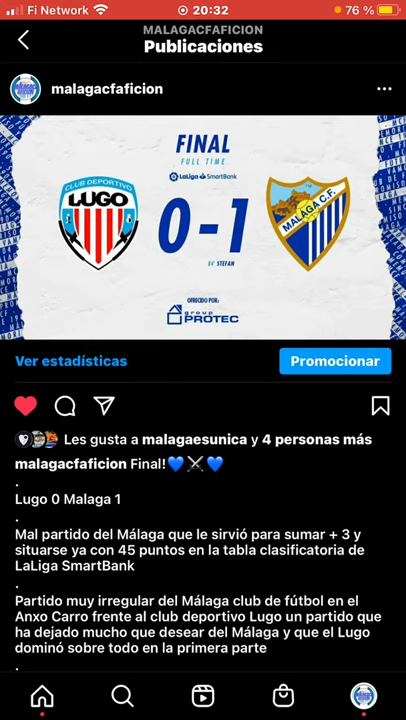 Fi Network 20:32 76 %
MALAGACFAFICION
Publicaciones
malagacfaficion
FINAL
FULL TIME
LaLiga SmartBank
CLUB DEPORTIVO
LUGO
0-1
MALAGA C.F.
84' STEFAN
OFRECIDO POR:
group
PROTEC
Ver estadísticas
Promocionar
Les gusta a malagaesunica y 4 personas más
malagacfaficion Final!💙⚔️💙
.
Lugo 0 Malaga 1
.
Mal partido del Málaga que le sirvió para sumar + 3 y
situarse ya con 45 puntos en la tabla clasificatoria de
LaLiga SmartBank
.
Partido muy irregular del Málaga club de fútbol en el
Anxo Carro frente al club deportivo Lugo un partido que
ha dejado mucho que desear del Málaga y que el Lugo
dominó sobre todo en la primera parte
.